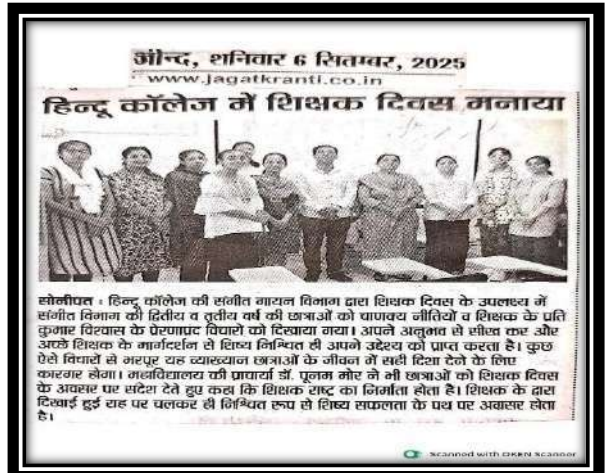 जीन्द, शनिवार 6 सितम्बर, 2025
www.jagatkranti.co.in
हिन्दू कॉलेज में शिक्षक दिवस मनाया
सोनीपत : हिन्दू कॉलेज की संगीत गायन विभाग द्वारा शिक्षक दिवस के उपलक्ष्य में
संगीत विभाग की द्वितीय व तृतीय वर्ष की छात्राओं को चाणक्य नीतियों व शिक्षक के प्रति
कुमार विश्वास के प्रेरणाप्रद विचारों को दिखाया गया। अपने अनुभव से सीख कर और
अच्छे शिक्षक के मार्गदर्शन से शिष्य निश्चित ही अपने उद्देश्य को प्राप्त करता है। कुछ
ऐसे विचारों से भरपूर यह व्याख्यान छात्राओं के जीवन में सही दिशा देने के लिए
कारगर होगा। महाविद्यालय की प्राचार्या डॉ. पूनम मोर ने भी छात्राओं को शिक्षक दिवस
के अवसर पर संदेश देते हुए कहा कि शिक्षक राष्ट्र का निर्माता होता है। शिक्षक के द्वारा
दिखाई हुई राह पर चलकर ही निश्चित रूप से शिष्य सफलता के पथ पर अग्रसर होता
है।
Scanned with OKEN Scanner